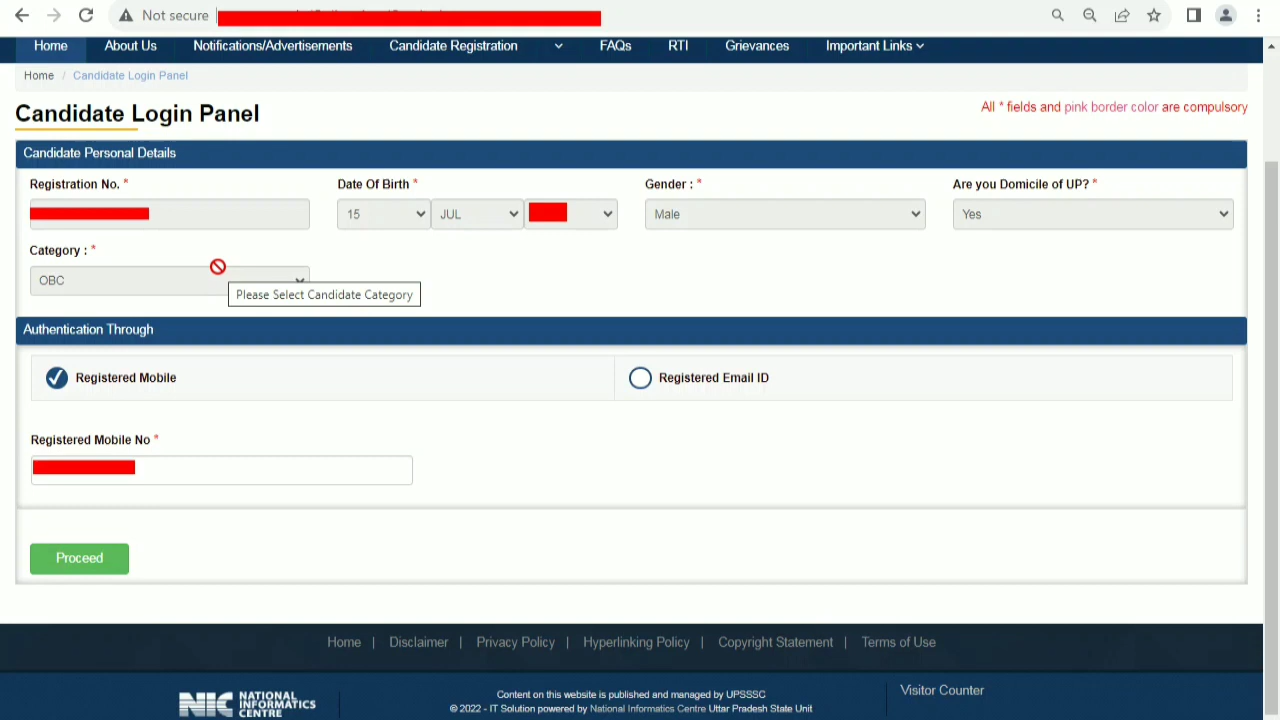 Not secure
Home About Us Notifications/Advertisements Candidate Registration FAQs RTI Grievances Important Links
Home / Candidate Login Panel
Candidate Login Panel
All * fields and pink border color are compulsory
Candidate Personal Details
Registration No. * Date Of Birth * Gender : * Are you Domicile of UP? *
15 JUL Male Yes
Category : *
OBC
Please Select Candidate Category
Authentication Through
Registered Mobile Registered Email ID
Registered Mobile No *
Proceed
Home | Disclaimer | Privacy Policy | Hyperlinking Policy | Copyright Statement | Terms of Use
NIC NATIONAL
INFORMATICS
CENTRE
Content on this website is published and managed by UPSSSC
© 2022 - IT Solution powered by National Informatics Centre Uttar Pradesh State Unit
Visitor Counter